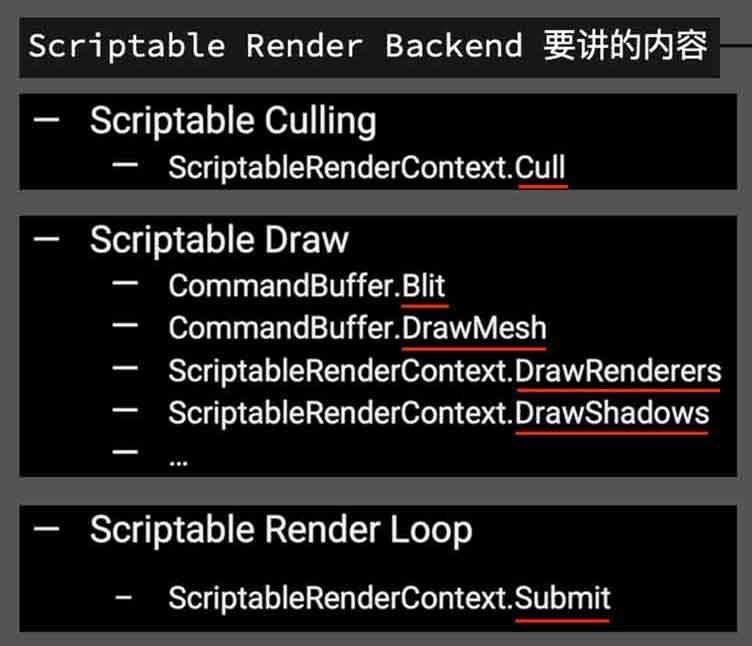 Scriptable Render Backend 要讲的内容
— Scriptable Culling
— ScriptableRenderContext.Cull
— Scriptable Draw
— CommandBuffer.Blit
— CommandBuffer.DrawMesh
— ScriptableRenderContext.DrawRenderers
— ScriptableRenderContext.DrawShadows
— ...
— Scriptable Render Loop
– ScriptableRenderContext.Submit